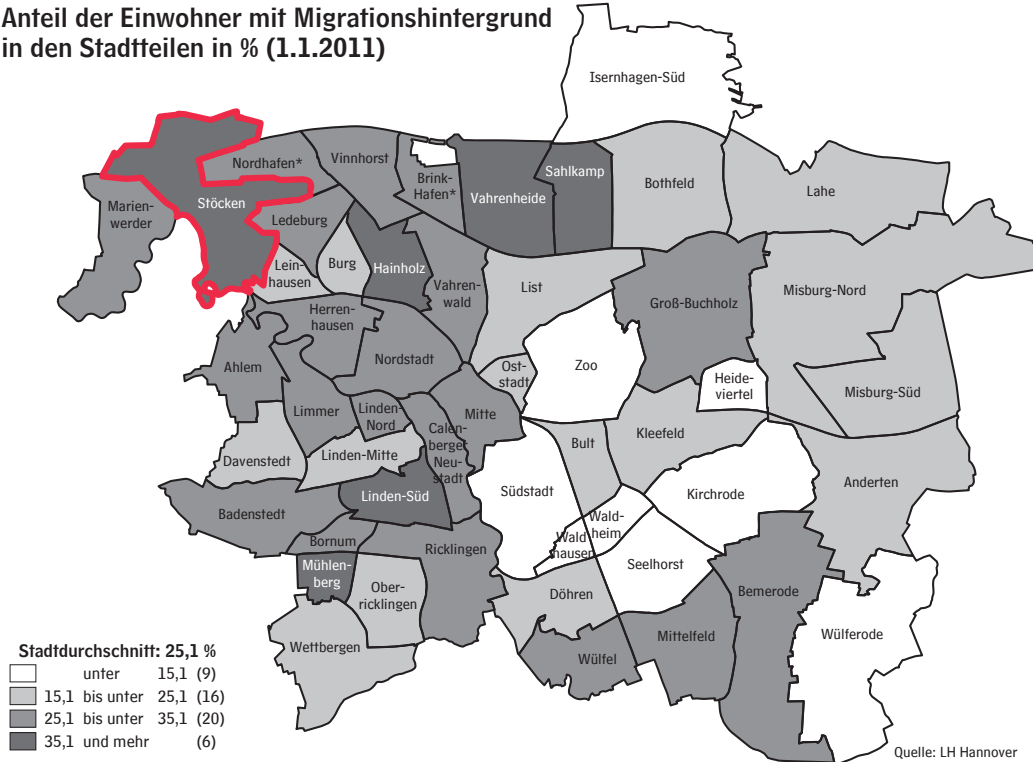 Anteil der Einwohner mit Migrationshintergrund
in den Stadtteilen in % (1.1.2011)
Isernhagen-Süd
Nordhafen*
Vinnhorst
Brink-
Hafen*
Vahrenheide
Sahlkamp
Bothfeld
Lahe
Marien-
werder
Stöcken
Ledeburg
Lein-
hausen
Burg
Hainholz
Vahren-
wald
List
Groß-Buchholz
Misburg-Nord
Herren-
hausen
Nordstadt
Ahlem
Ost-
stadt
Zoo
Heide-
viertel
Misburg-Süd
Limmer
Linden-
Nord
Calen-
berger
Neu-
stadt
Mitte
Bult
Kleefeld
Davenstedt
Linden-Mitte
Linden-Süd
Südstadt
Kirchrode
Anderten
Badenstedt
Bornum
Ricklingen
Wald-
heim
Wald
hausen
Seelhorst
Mühlen-
berg
Ober-
ricklingen
Döhren
Bemerode
Wettbergen
Wülfel
Mittelfeld
Wülferode
Stadtdurchschnitt: 25,1 %
unter 15,1 (9)
15,1 bis unter 25,1 (16)
25,1 bis unter 35,1 (20)
35,1 und mehr (6)
Quelle: LH Hannover